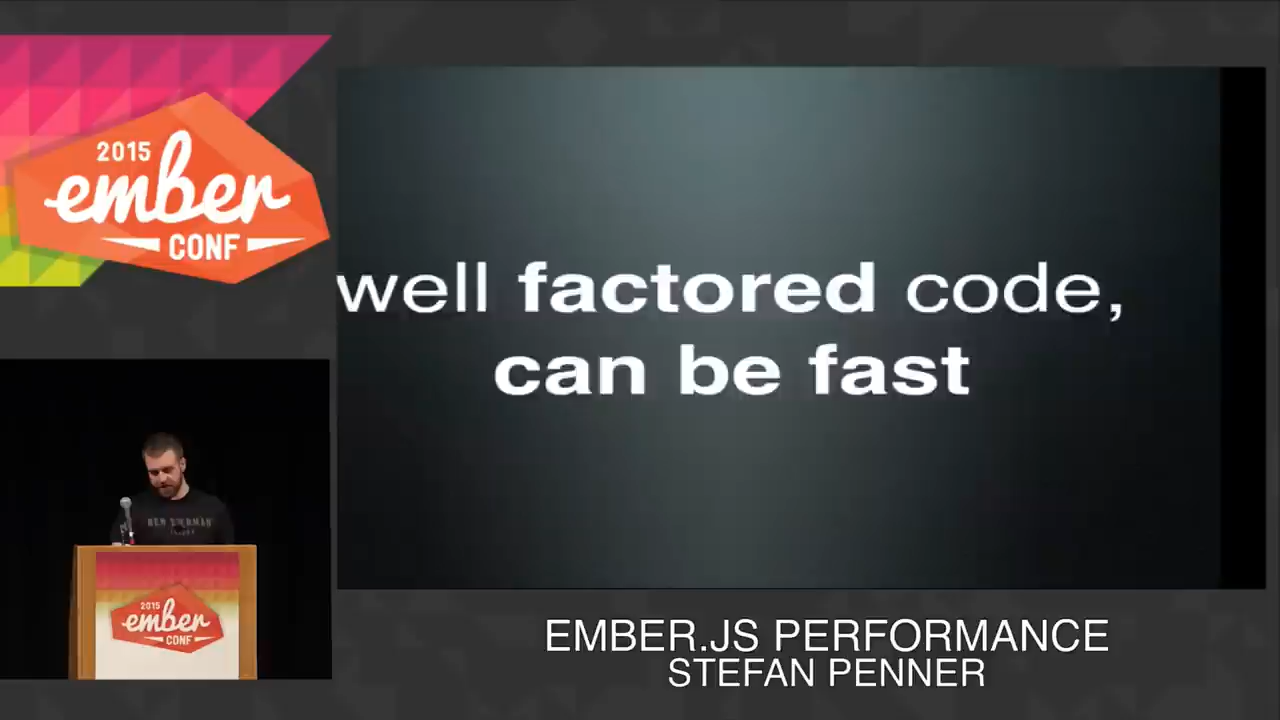 2015
ember
CONF
well factored code,
can be fast
2015
ember
CONF
EMBER.JS PERFORMANCE
STEFAN PENNER